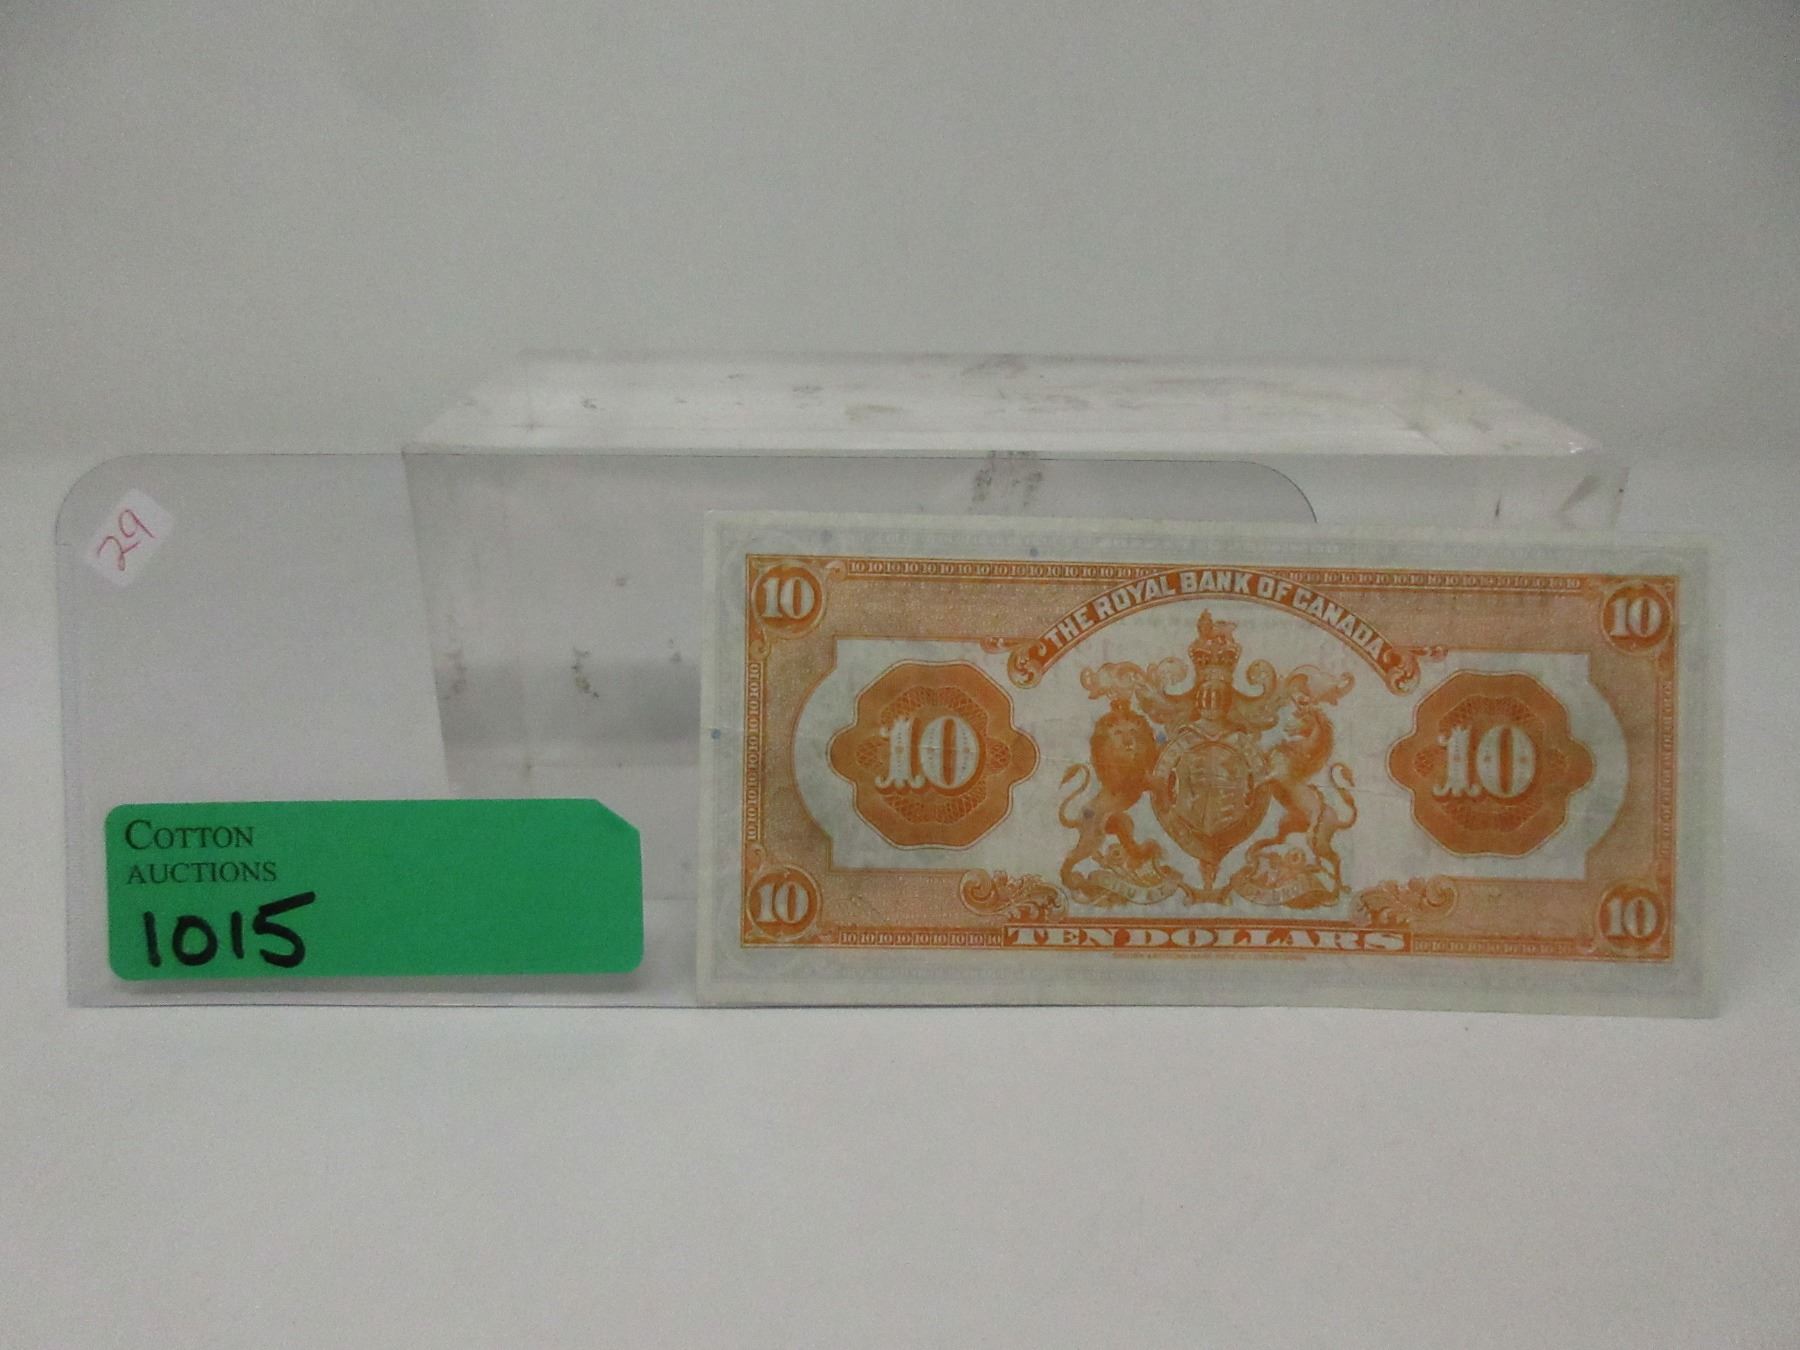 29
COTTON
AUCTIONS
1015
THE ROYAL BANK OF CANADA
10 10
10 10
10 10
TEN DOLLARS